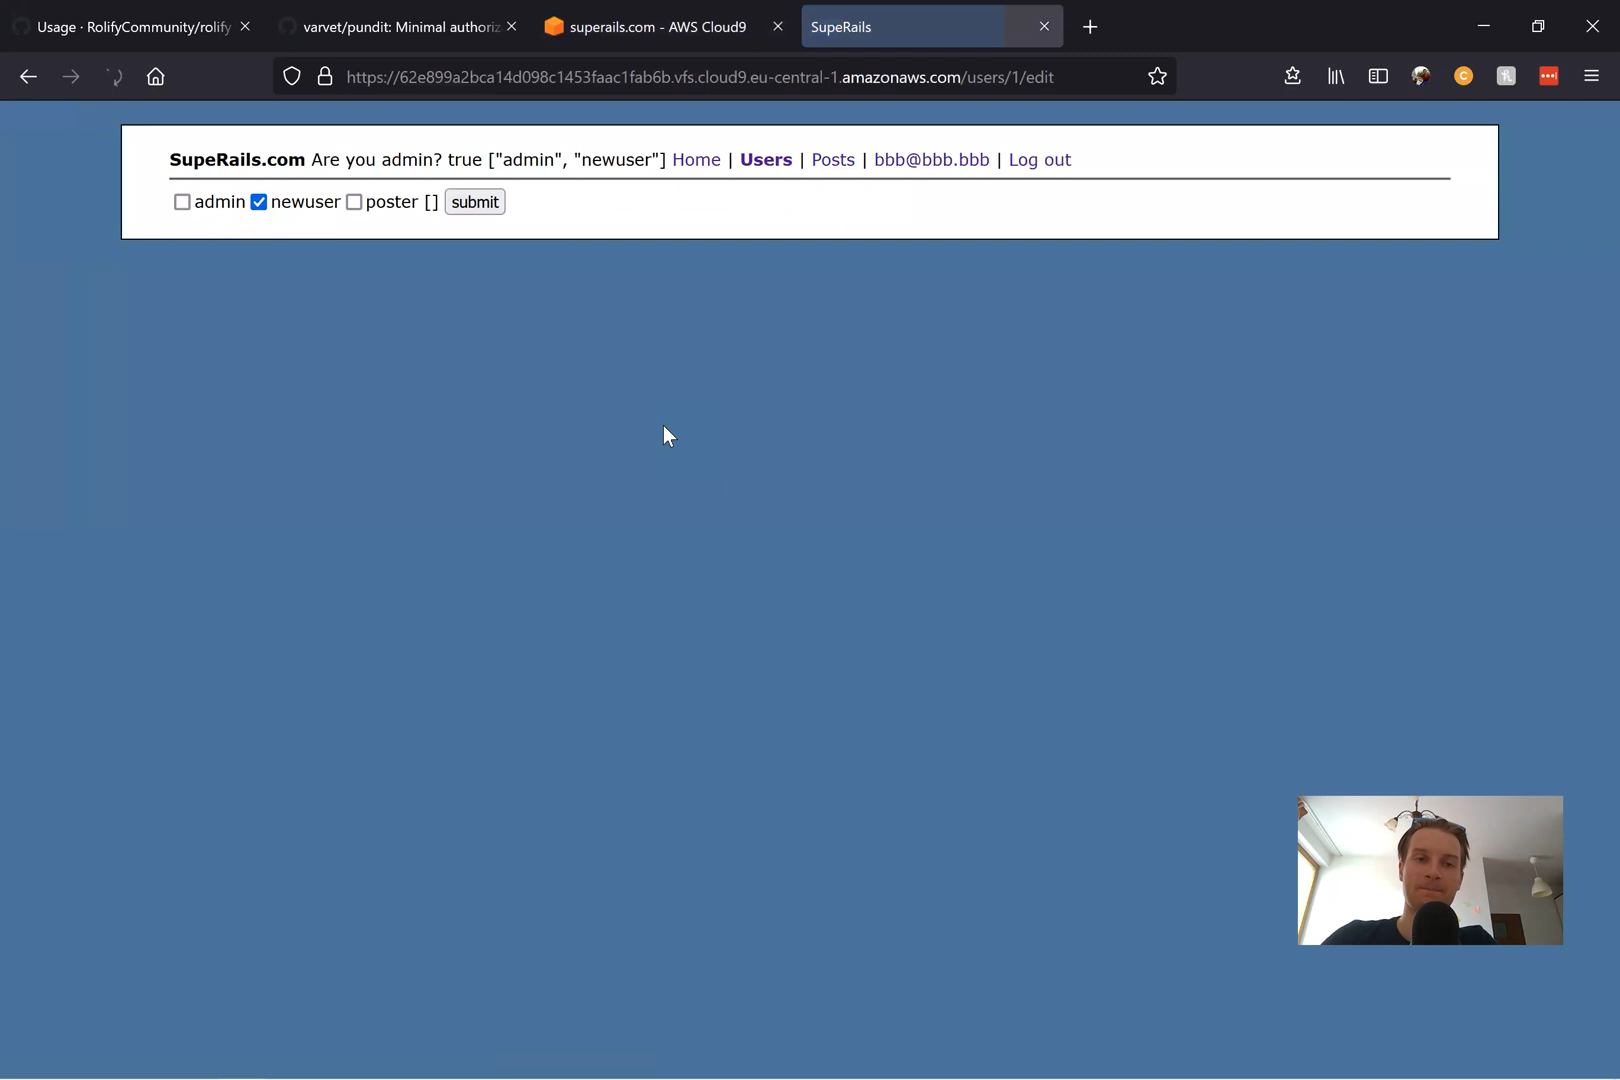 Usage · RolifyCommunity/rolify
varvet/pundit: Minimal authoriz
superails.com - AWS Cloud9
SupeRails
https://62e899a2bca14d098c1453faac1fab6b.vfs.cloud9.eu-central-1.amazonaws.com/users/1/edit
SupeRails.com Are you admin? true ["admin", "newuser"] Home | Users | Posts | bbb@bbb.bbb | Log out
admin newuser poster [] submit